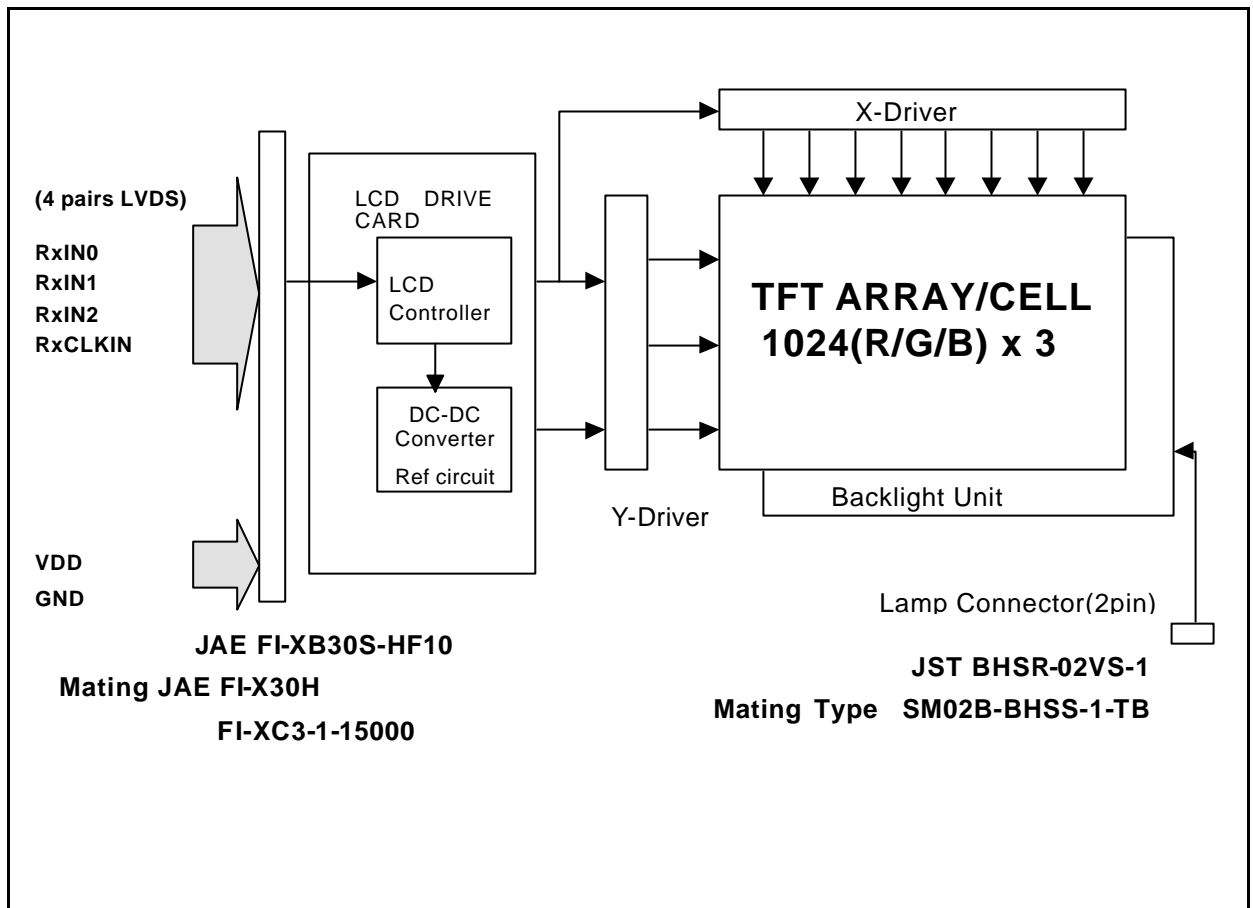 X-Driver
(4 pairs LVDS)
RxIN0
RxIN1
RxIN2
RxCLKIN
LCD DRIVE
CARD
LCD
Controller
DC-DC
Converter
Ref circuit
TFT ARRAY/CELL
1024(R/G/B) x 3
Backlight Unit
Y-Driver
VDD
GND
Lamp Connector(2pin)
JAE FI-XB30S-HF10
Mating JAE FI-X30H
FI-XC3-1-15000
JST BHSR-02VS-1
Mating Type SM02B-BHSS-1-TB